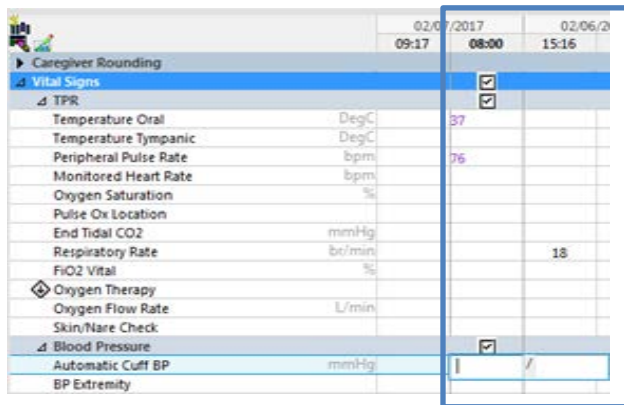 02/07/2017 02/06/2
09:17 08:00 15:16
Caregiver Rounding
Vital Signs
TPR
Temperature Oral DegC 37
Temperature Tympanic DegC
Peripheral Pulse Rate bpm 76
Monitored Heart Rate bpm
Oxygen Saturation %
Pulse Ox Location
End Tidal CO2 mmHg
Respiratory Rate br/min 18
FiO2 Vital %
Oxygen Therapy
Oxygen Flow Rate L/min
Skin/Nare Check
Blood Pressure
Automatic Cuff BP mmHg /
BP Extremity